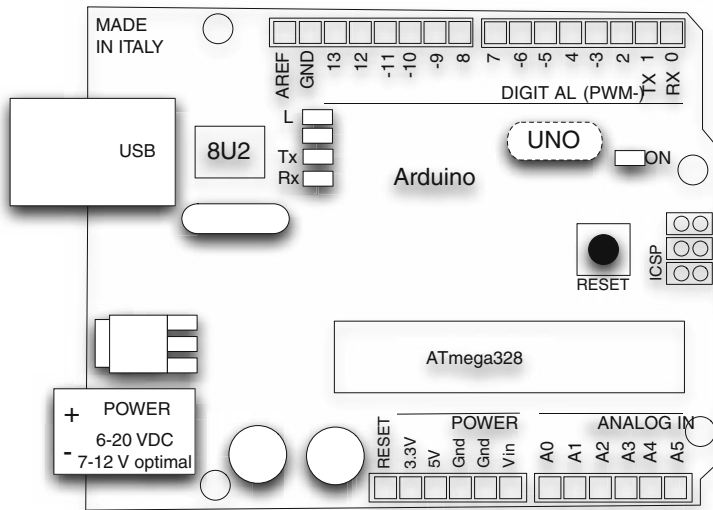 MADE
IN ITALY
AREF
GND
13
12
-11
-10
-9
8
7
-6
-5
4
-3
2
TX 1
RX 0
DIGIT AL (PWM-)
L
Tx
Rx
USB
8U2
UNO
ON
Arduino
ICSP
RESET
ATmega328
+ POWER
- 6-20 VDC
7-12 V optimal
POWER
ANALOG IN
RESET
3.3V
5V
Gnd
Gnd
Vin
A0
A1
A2
A3
A4
A5